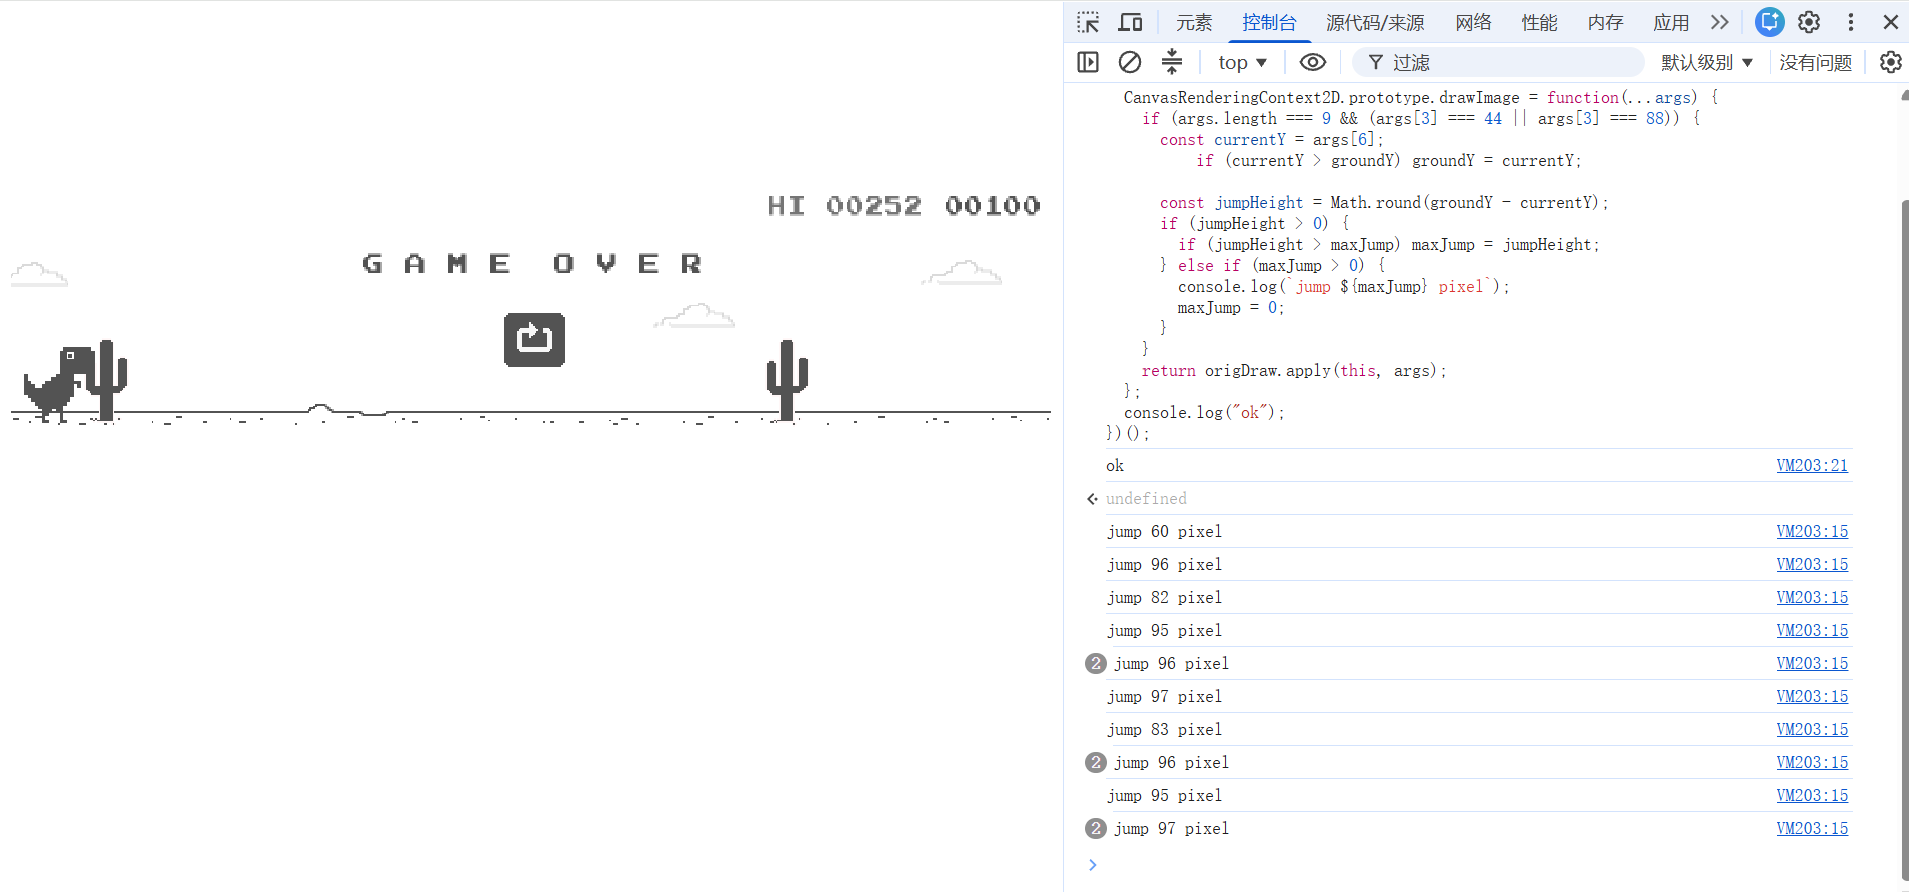 HI 00252 00100
GAME OVER
元素 控制台 源代码/来源 网络 性能 内存 应用
top ▼ 过滤 默认级别 ▼ 没有问题
CanvasRenderingContext2D.prototype.drawImage = function(...args) {
if (args.length === 9 && (args[3] === 44 || args[3] === 88)) {
const currentY = args[6];
if (currentY > groundY) groundY = currentY;
const jumpHeight = Math.round(groundY - currentY);
if (jumpHeight > 0) {
if (jumpHeight > maxJump) maxJump = jumpHeight;
} else if (maxJump > 0) {
console.log(`jump ${maxJump} pixel`);
maxJump = 0;
}
}
return origDraw.apply(this, args);
};
console.log("ok");
})();
ok VM203:21
undefined
jump 60 pixel VM203:15
jump 96 pixel VM203:15
jump 82 pixel VM203:15
jump 95 pixel VM203:15
2 jump 96 pixel VM203:15
jump 97 pixel VM203:15
jump 83 pixel VM203:15
2 jump 96 pixel VM203:15
jump 95 pixel VM203:15
2 jump 97 pixel VM203:15